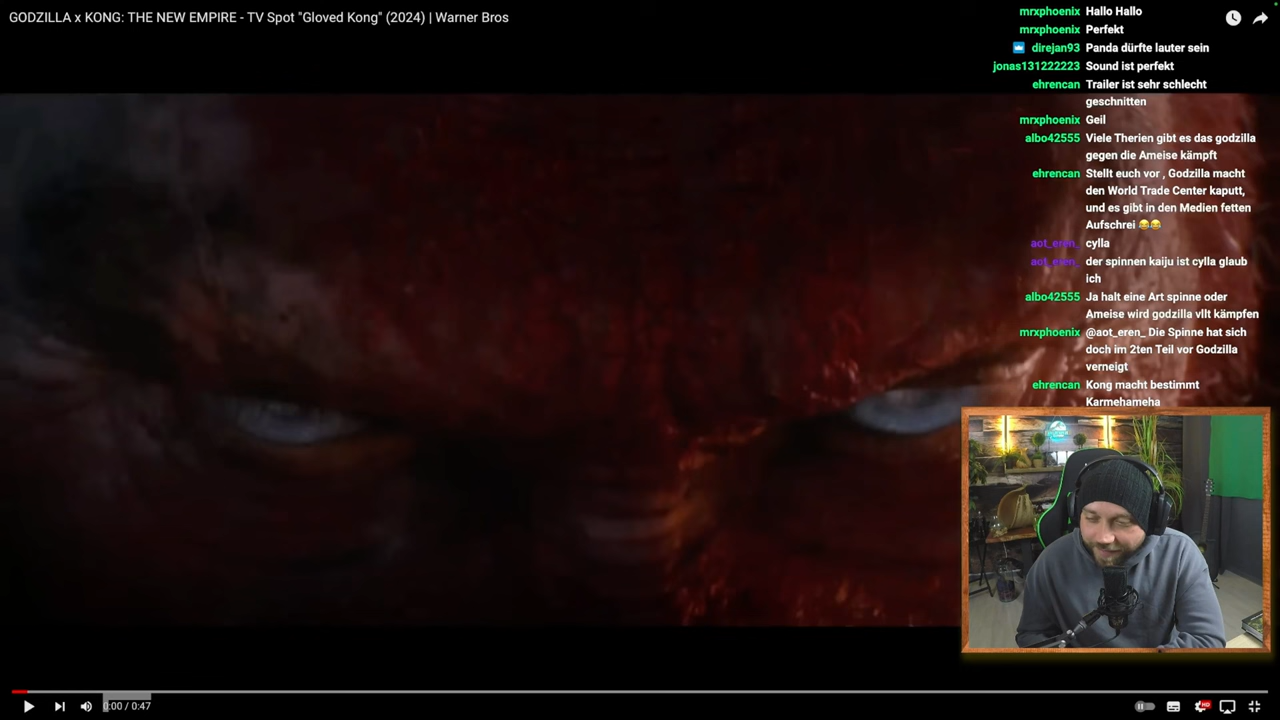 GODZILLA x KONG: THE NEW EMPIRE - TV Spot "Gloved Kong" (2024) | Warner Bros
mrxphoenix Hallo Hallo
mrxphoenix Perfekt
direjan93 Panda dürfte lauter sein
jonas131222223 Sound ist perfekt
ehrencan Trailer ist sehr schlecht
geschnitten
mrxphoenix Geil
albo42555 Viele Therien gibt es das godzilla
gegen die Ameise kämpft
ehrencan Stellt euch vor , Godzilla macht
den World Trade Center kaputt,
und es gibt in den Medien fetten
Aufschrei 😂😂
aot_eren_ cylla
aot_eren_ der spinnen kaiju ist cylla glaub
ich
albo42555 Ja halt eine Art spinne oder
Ameise wird godzilla vllt kämpfen
mrxphoenix @aot_eren_ Die Spinne hat sich
doch im 2ten Teil vor Godzilla
verneigt
ehrencan Kong macht bestimmt
Karmehameha
0:00 / 0:47
HD